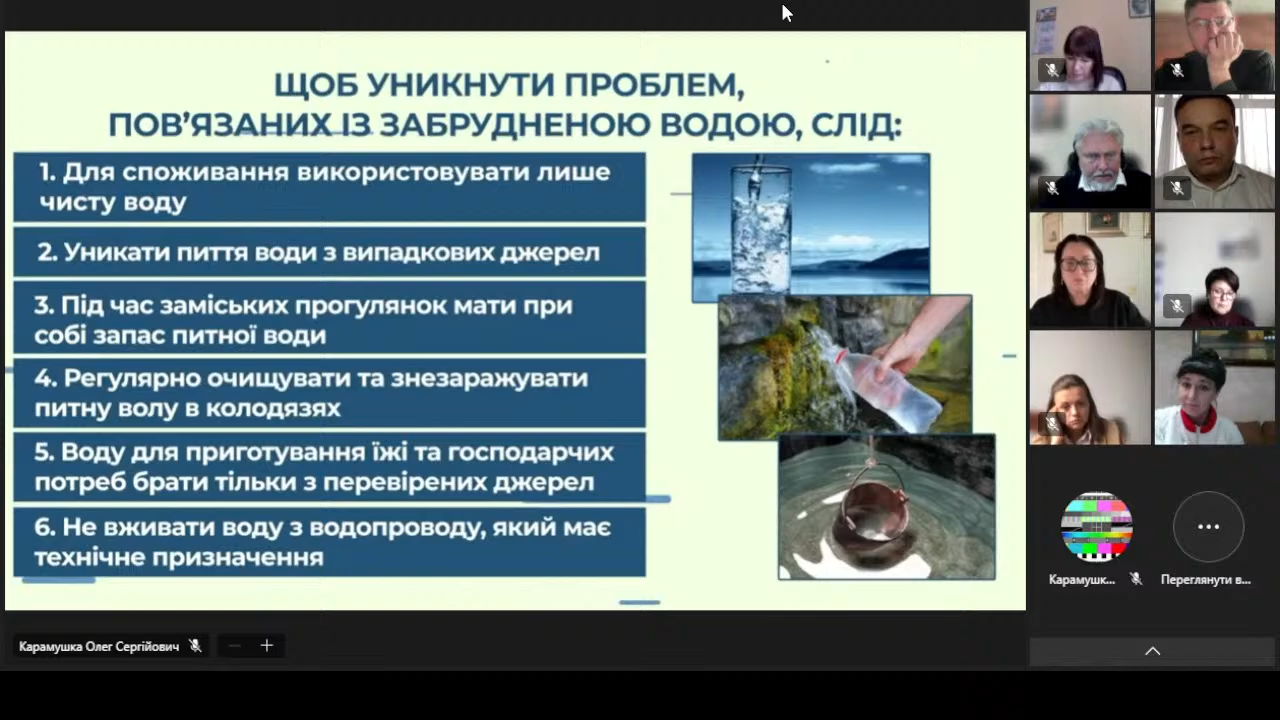 ЩОБ УНИКНУТИ ПРОБЛЕМ,
ПОВ’ЯЗАНИХ ІЗ ЗАБРУДНЕНОЮ ВОДОЮ, СЛІД:
1. Для споживання використовувати лише
чисту воду
2. Уникати пиття води з випадкових джерел
3. Під час заміських прогулянок мати при
собі запас питної води
4. Регулярно очищувати та знезаражувати
питну волу в колодязях
5. Воду для приготування їжі та господарчих
потреб брати тільки з перевірених джерел
6. Не вживати воду з водопроводу, який має
технічне призначення
Карамушк...
Переглянути в...
Карамушка Олег Сергійович